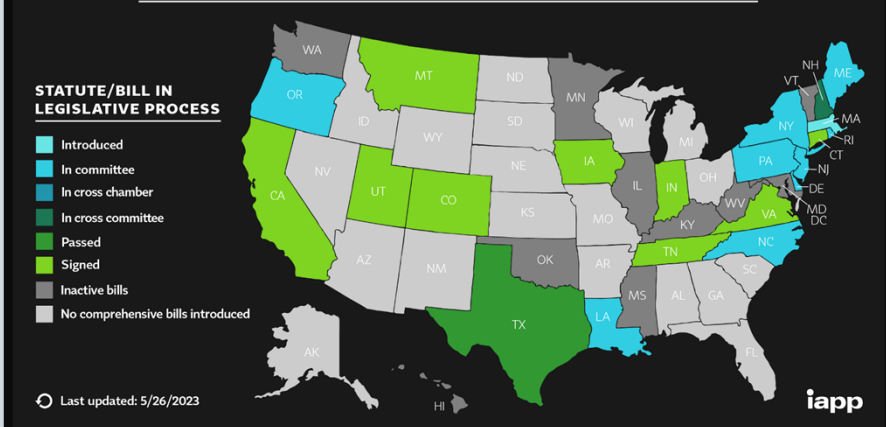 STATUTE/BILL IN
LEGISLATIVE PROCESS
Introduced
In committee
In cross chamber
In cross committee
Passed
Signed
Inactive bills
No comprehensive bills introduced
Last updated: 5/26/2023
WA
MT
ND
MN
VT
NH
ME
OR
ID
SD
WI
MI
NY
MA
RI
CT
WY
IA
PA
NJ
NV
NE
OH
DE
CA
UT
CO
IL
IN
WV
VA
MD
DC
KS
MO
KY
AZ
NM
OK
AR
TN
NC
SC
MS
AL
GA
TX
LA
FL
AK
HI
iapp